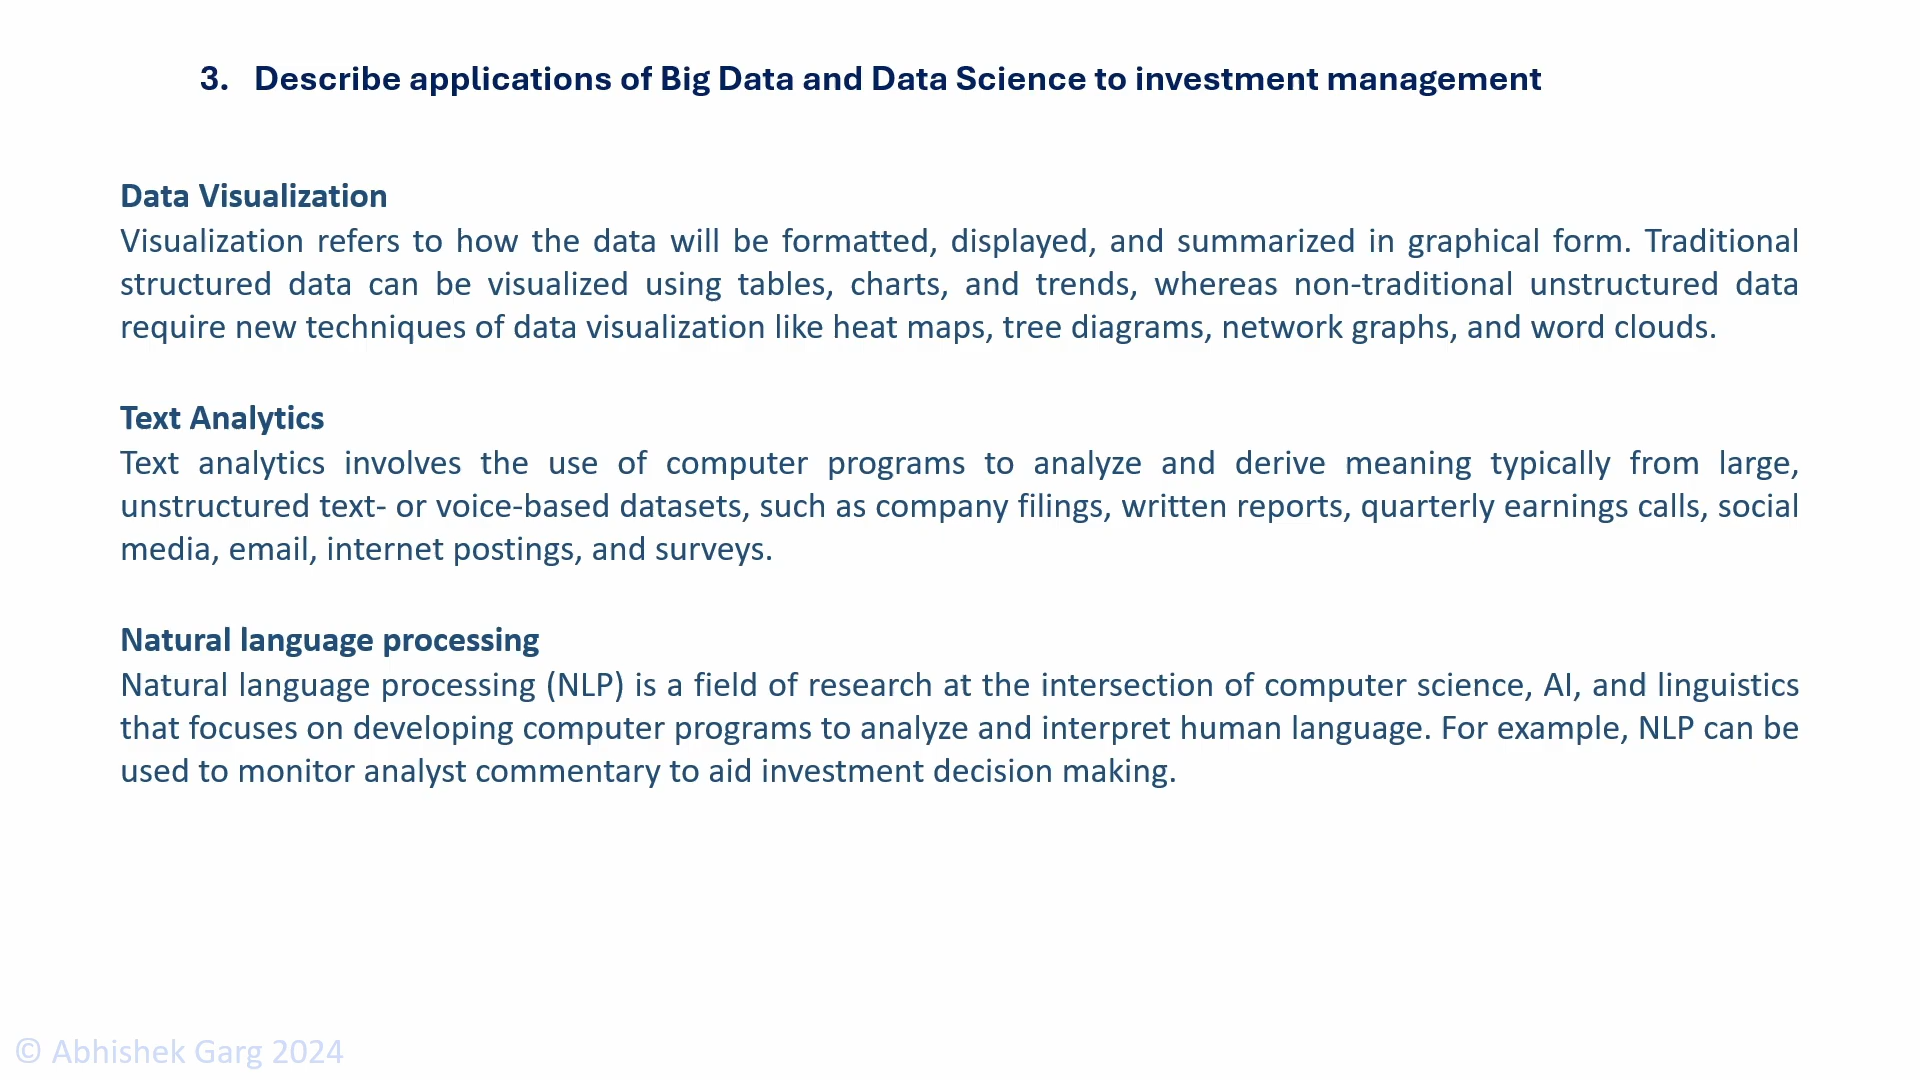 3. Describe applications of Big Data and Data Science to investment management
Data Visualization
Visualization refers to how the data will be formatted, displayed, and summarized in graphical form. Traditional
structured data can be visualized using tables, charts, and trends, whereas non-traditional unstructured data
require new techniques of data visualization like heat maps, tree diagrams, network graphs, and word clouds.
Text Analytics
Text analytics involves the use of computer programs to analyze and derive meaning typically from large,
unstructured text- or voice-based datasets, such as company filings, written reports, quarterly earnings calls, social
media, email, internet postings, and surveys.
Natural language processing
Natural language processing (NLP) is a field of research at the intersection of computer science, AI, and linguistics
that focuses on developing computer programs to analyze and interpret human language. For example, NLP can be
used to monitor analyst commentary to aid investment decision making.
© Abhishek Garg 2024